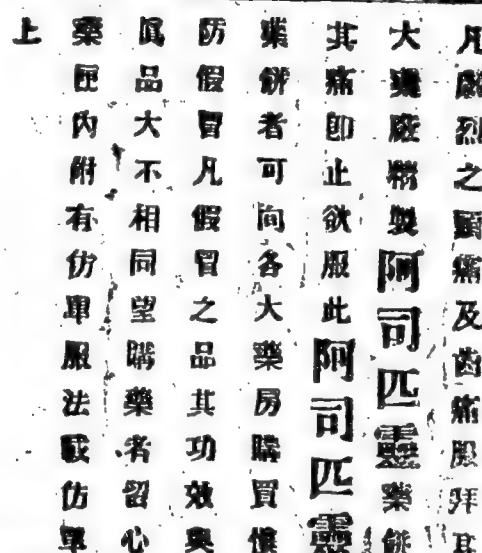 凡劇烈之頭痛及齒痛服拜耳
大藥廠精製阿司匹靈藥餅
其痛即止欲服此阿司匹靈
藥餅者可向各大藥房購買慎
防假冒凡假冒之品其功效與
眞品大不相同望購藥者留心
藥匣內附有仿單服法載仿單
上